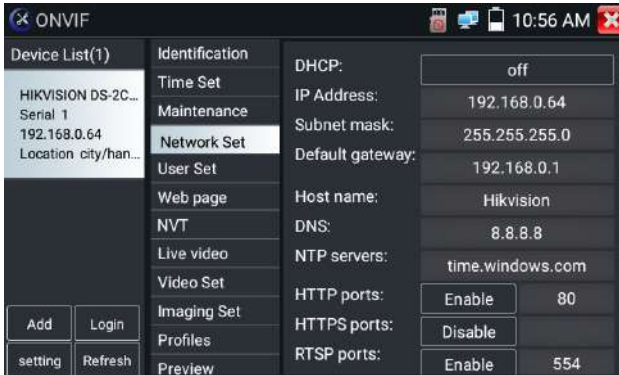 ONVIF
10:56 AM
Device List(1)
HIKVISION DS-2C...
Serial 1
192.168.0.64
Location city/han...
Add
Login
setting
Refresh
Identification
Time Set
Maintenance
Network Set
User Set
Web page
NVT
Live video
Video Set
Imaging Set
Profiles
Preview
DHCP: off
IP Address: 192.168.0.64
Subnet mask: 255.255.255.0
Default gateway: 192.168.0.1
Host name: Hikvision
DNS: 8.8.8.8
NTP servers: time.windows.com
HTTP ports: Enable 80
HTTPS ports: Disable
RTSP ports: Enable 554